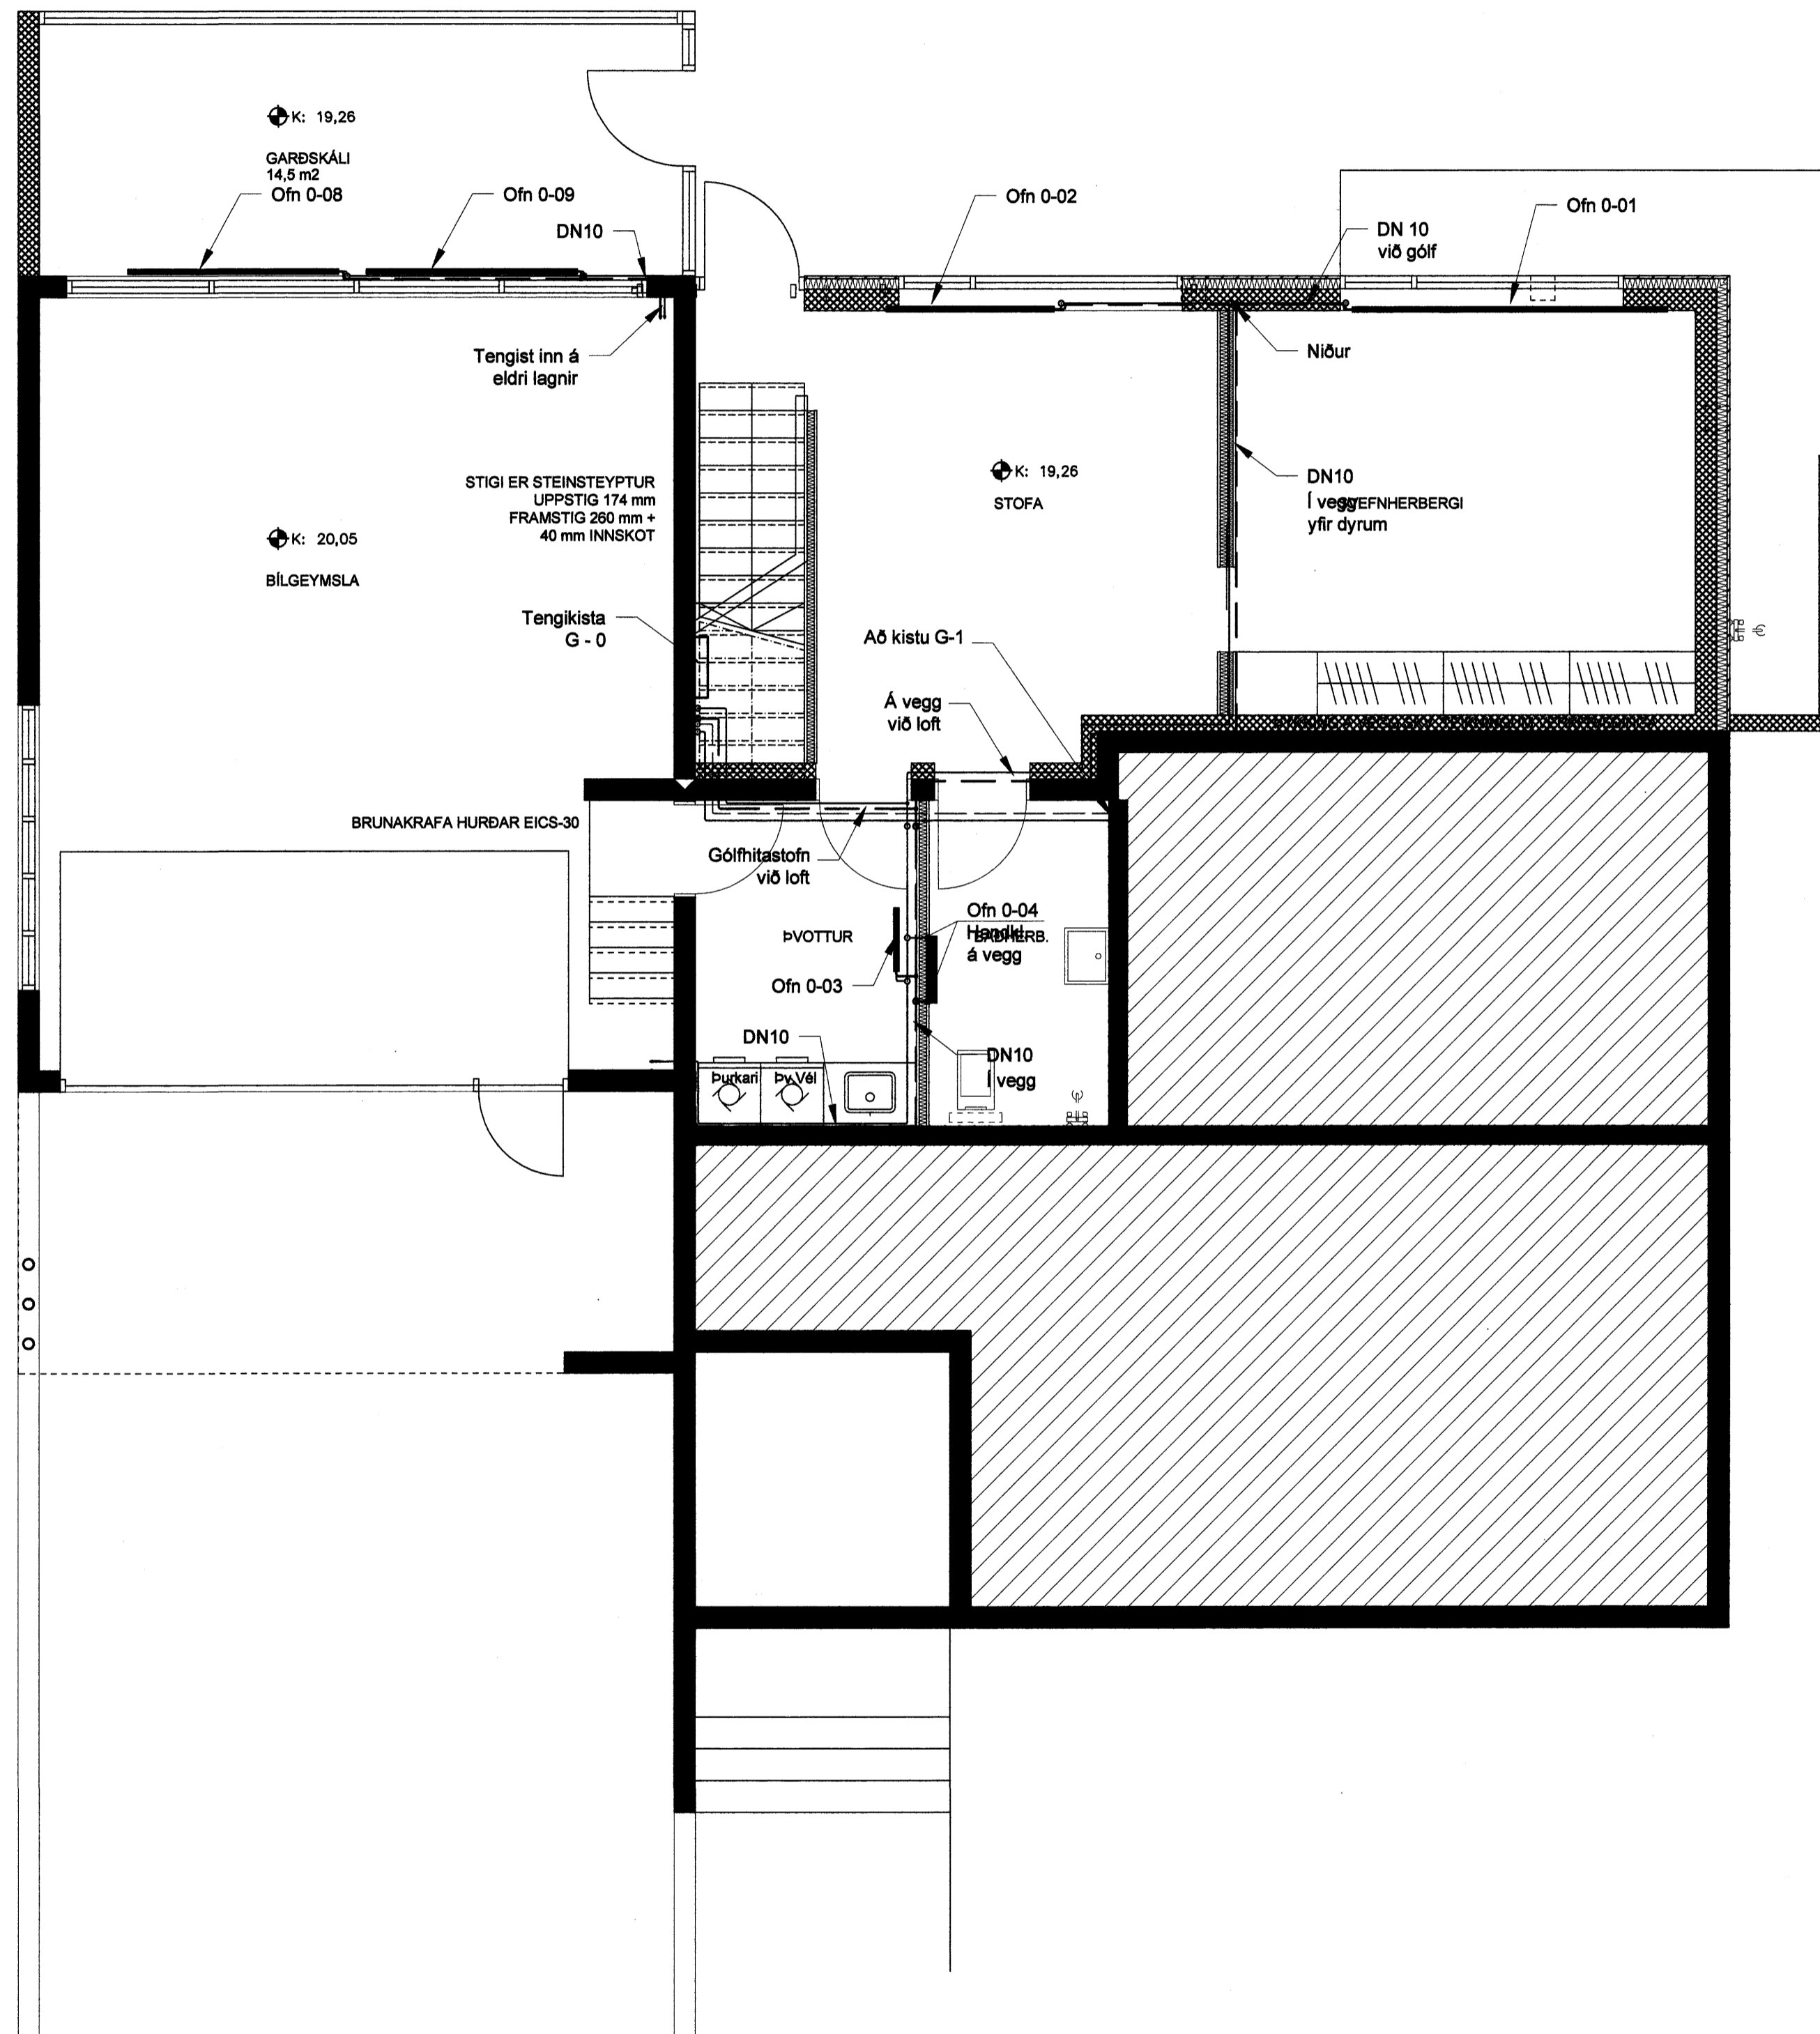 K: 19,26
GARÐSKÁLI
14,5 m2
Ofn 0-08
Ofn 0-09
DN10
Ofn 0-02
Ofn 0-01
DN 10
við gólf
Niður
Tengist inn á
eldri lagnir
STIGI ER STEINSTEYPTUR
UPPSTIG 174 mm
FRAMSTIG 260 mm +
40 mm INNSKOT
K: 19,26
STOFA
DN10
Í vegg
SVEFNHERBERGI
yfir dyrum
K: 20,05
BÍLGEYMSLA
Tengikista
G - 0
Að kistu G-1
Á vegg
við loft
BRUNAKRAFA HURÐAR EICS-30
Gólfhitastofn
við loft
ÞVOTTUR
Ofn 0-04
Handkl.
BAÐHERB.
á vegg
Ofn 0-03
DN10
DN10
Í vegg
Þurkari
Þv.Vél